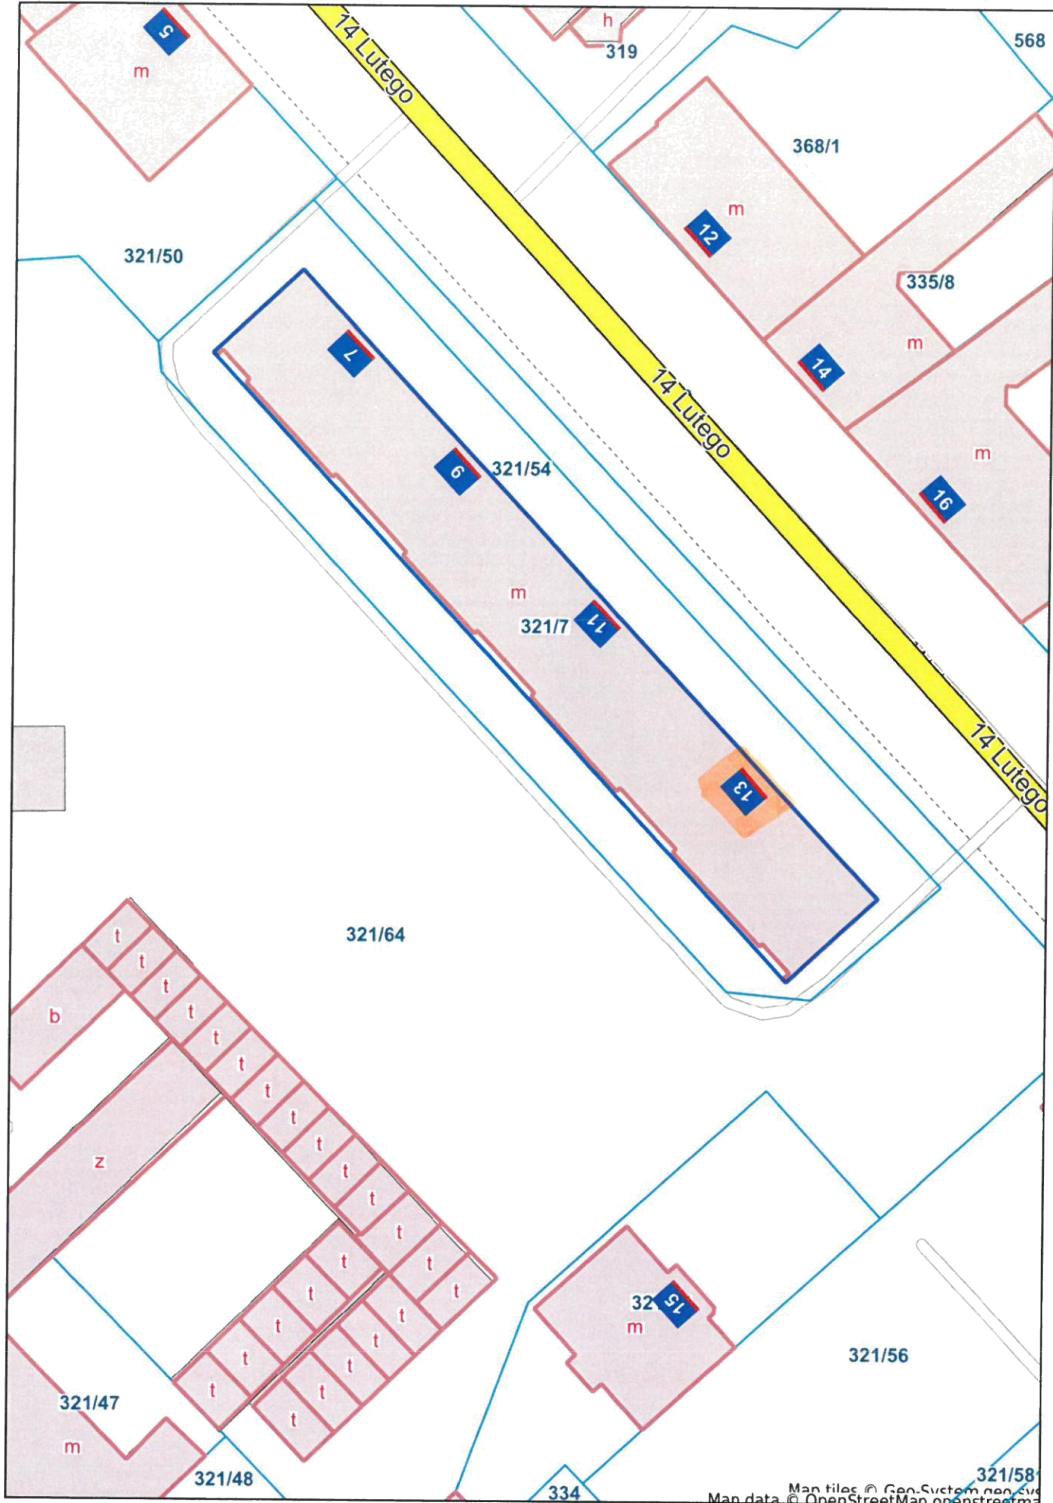 5
m
14 Lutego
h
319
568
368/1
m
12
321/50
335/8
m
14
7
14 Lutego
m
9
321/54
16
m
321/7
11
14 Lutego
13
321/64
t
t
t
b
t
t
t
t
t
z
t
t
t
t
t
t
t
t
t
15
m
t
t
t
t
321/56
t
t
321/47
t
m
321/48
321/58
334
Map tiles © Geo-System
Map data © OpenStreetMap